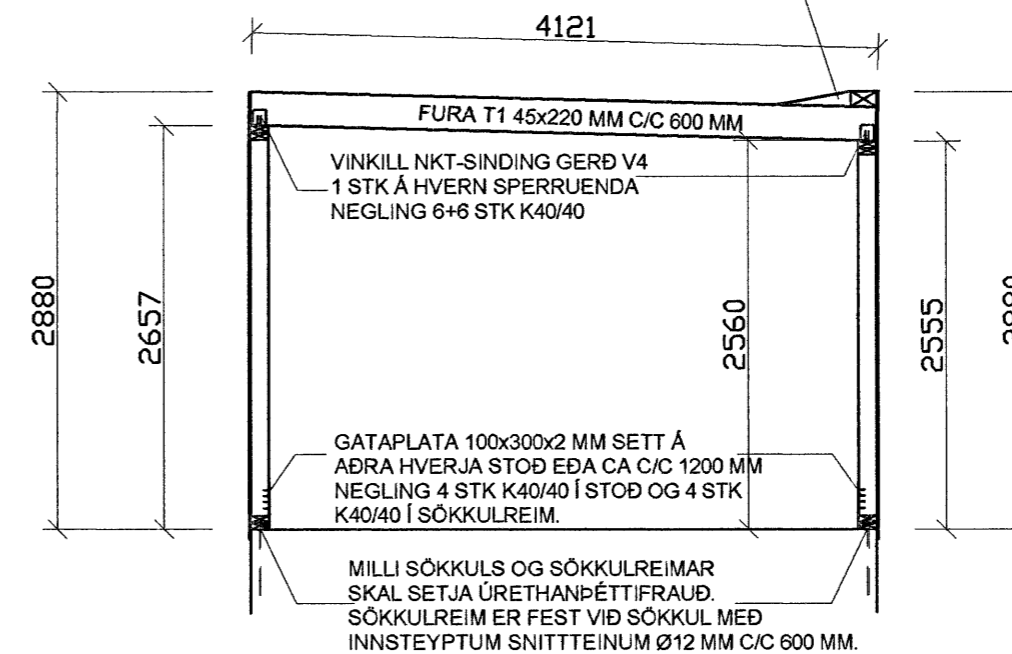 4121
FURA T1 45x220 MM C/C 600 MM
VINKILL NKT-SINDING GERÐ V4
1 STK Á HVERN SPERRUENDA
NEGLING 6+6 STK K40/40
2880
2657
2560
2555
GATAPLATA 100x300x2 MM SETT Á
AÐRA HVERJA STOÐ EÐA CA C/C 1200 MM
NEGLING 4 STK K40/40 Í STOÐ OG 4 STK
K40/40 Í SÖKKULREIM.
MILLI SÖKKULS OG SÖKKULREIMAR
SKAL SETJA ÚRETHANÞÉTTIFRAUÐ.
SÖKKULREIM ER FEST VIÐ SÖKKUL MEÐ
INNSTEYPTUM SNITTTEINUM Ø12 MM C/C 600 MM.